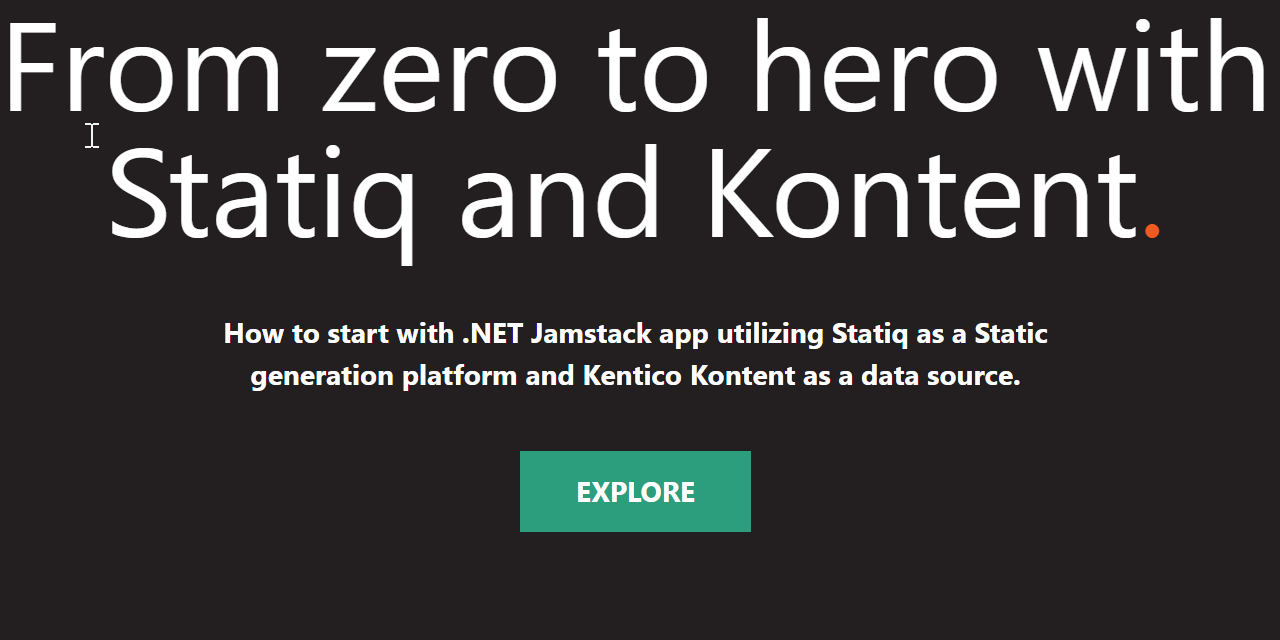 From zero to hero with
Statiq and Kontent.
How to start with .NET Jamstack app utilizing Statiq as a Static
generation platform and Kentico Kontent as a data source.
EXPLORE